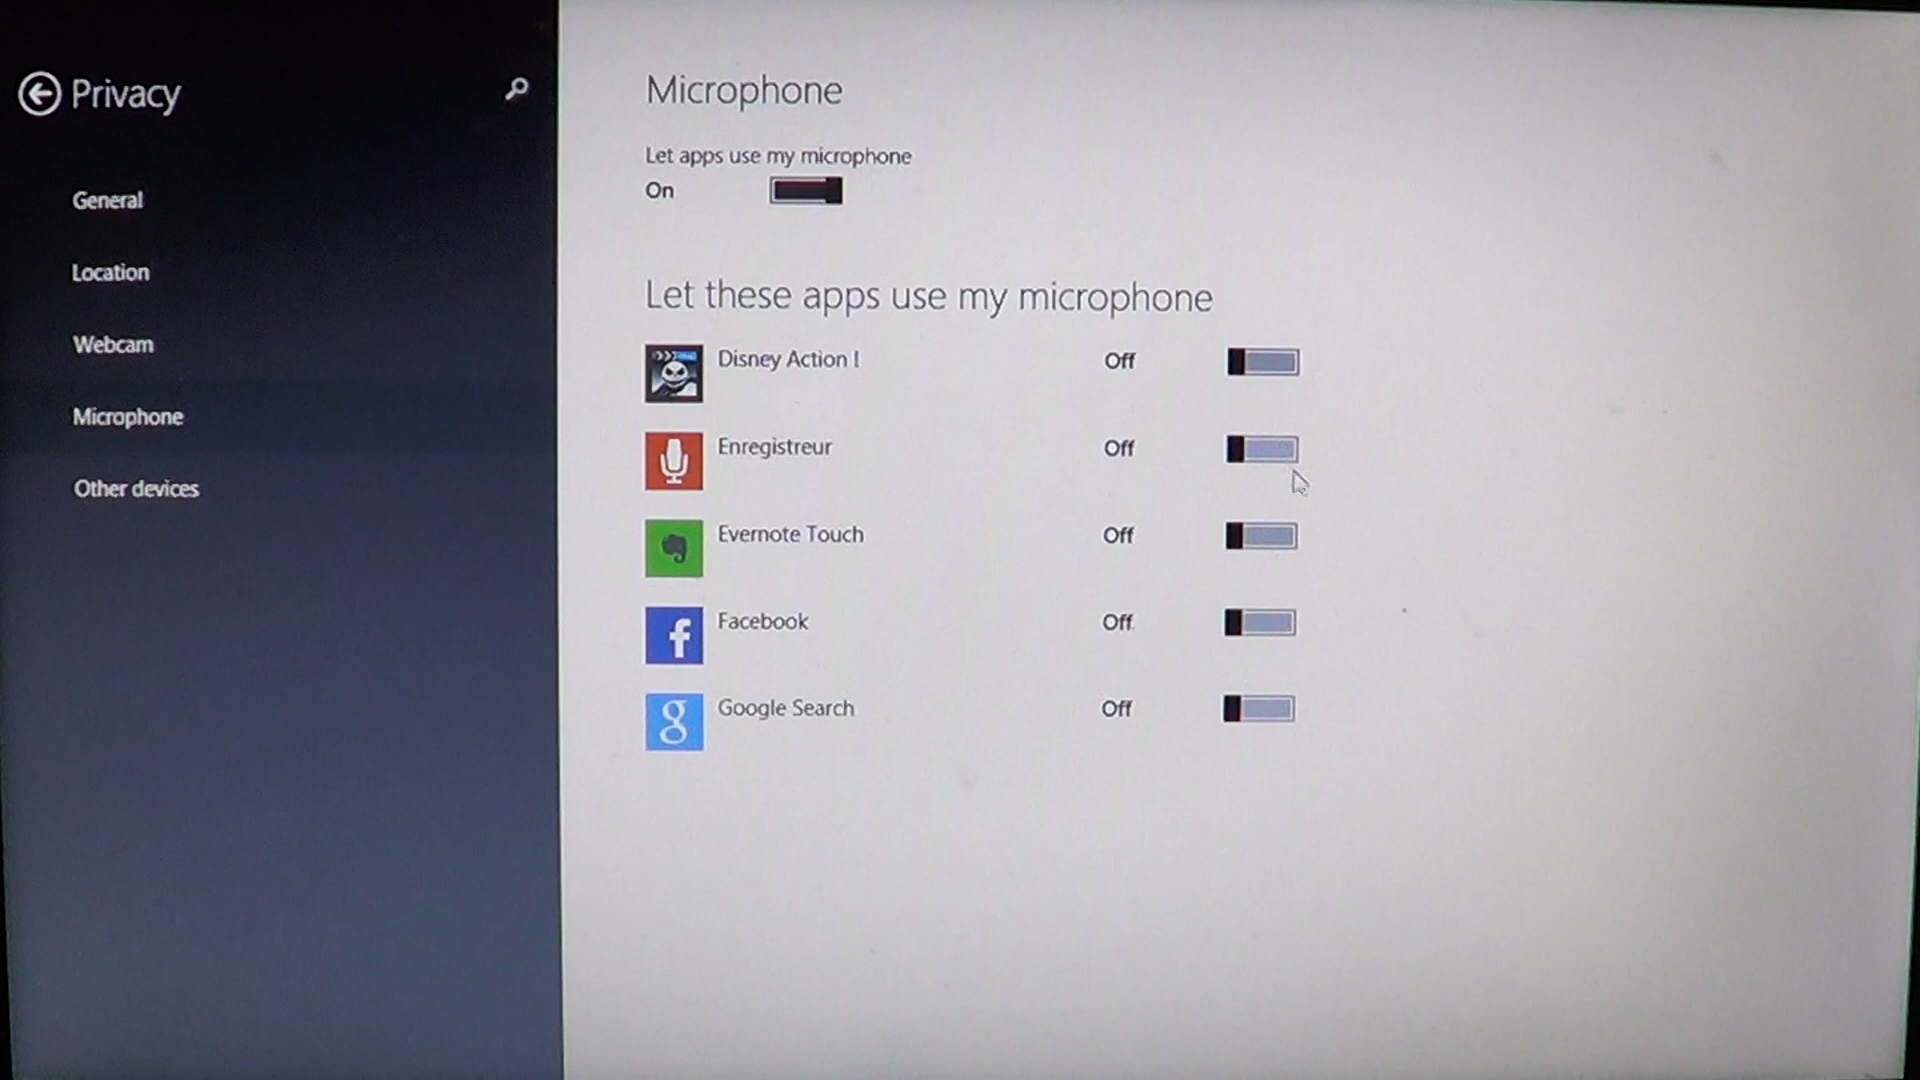 Privacy
General
Location
Webcam
Microphone
Other devices
Microphone
Let apps use my microphone
On
Let these apps use my microphone
Disney Action ! Off
Enregistreur Off
Evernote Touch Off
Facebook Off
Google Search Off